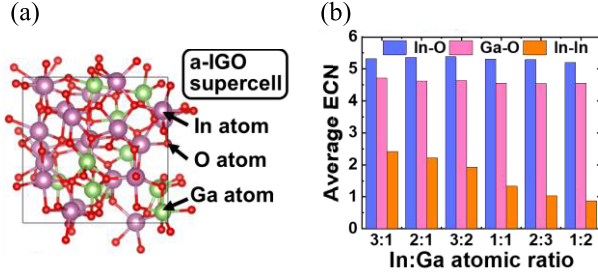 (a)
a-IGO
supercell
In atom
O atom
Ga atom
(b)
In-O Ga-O In-In
Average ECN
6
5
4
3
2
1
0
3:1 2:1 3:2 1:1 2:3 1:2
In:Ga atomic ratio